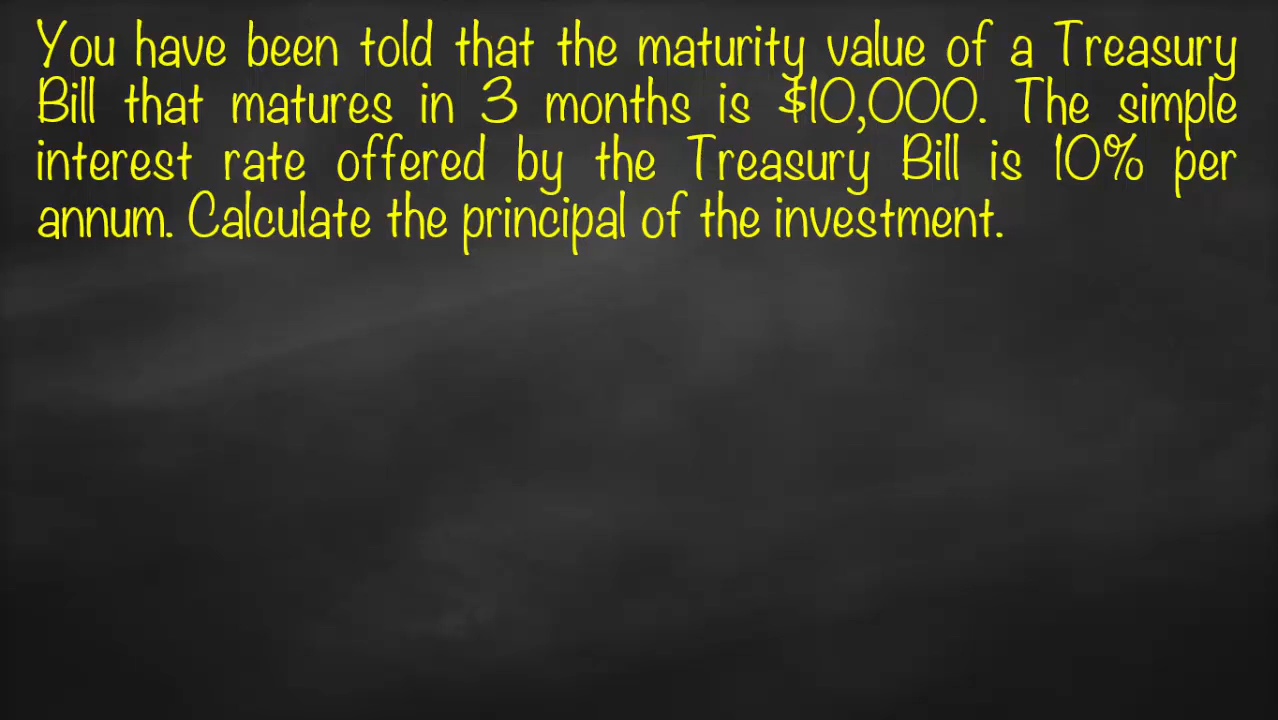 You have been told that the maturity value of a Treasury
Bill that matures in 3 months is $10,000. The simple
interest rate offered by the Treasury Bill is 10% per
annum. Calculate the principal of the investment.